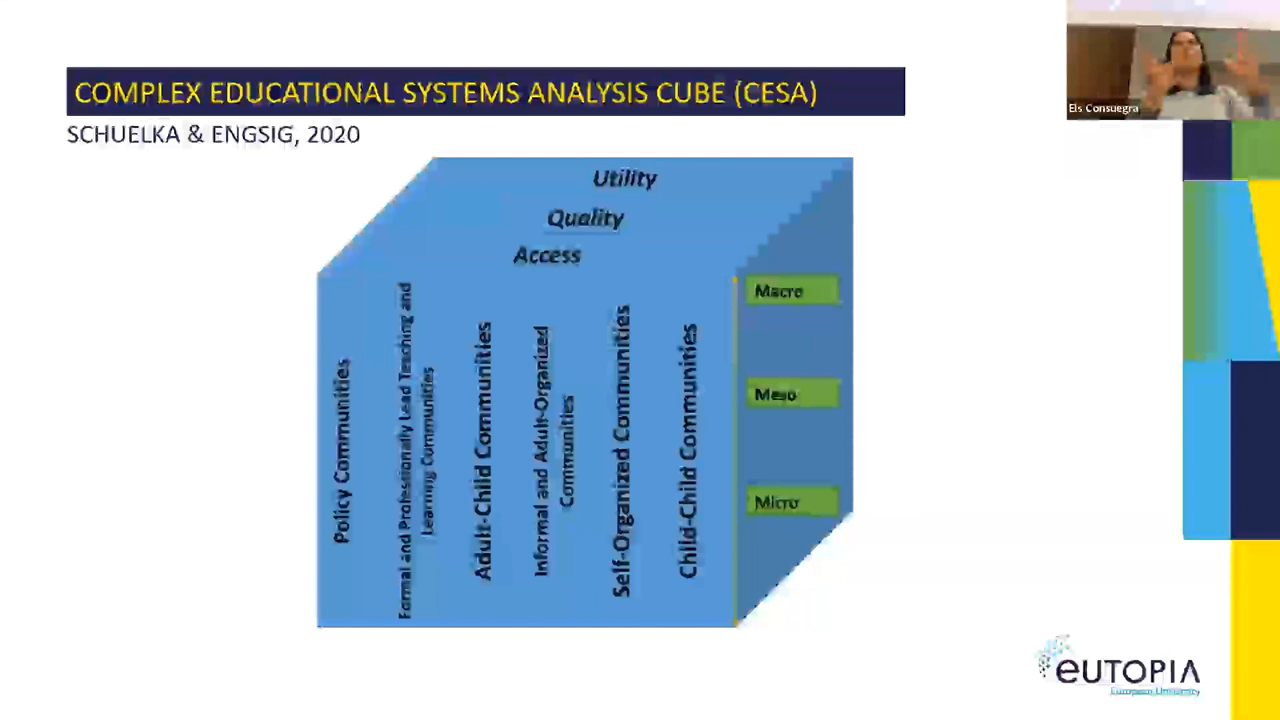 COMPLEX EDUCATIONAL SYSTEMS ANALYSIS CUBE (CESA)
SCHUELKA & ENGSIG, 2020
Els Consuegra
Utility
Quality
Access
Policy Communities
Formal and Professionally Lead Teaching and
Learning Communities
Adult-Child Communities
Informal and Adult-Organized
Communities
Self-Organized Communities
Child-Child Communities
Macro
Meso
Micro
EUTOPIA
European University